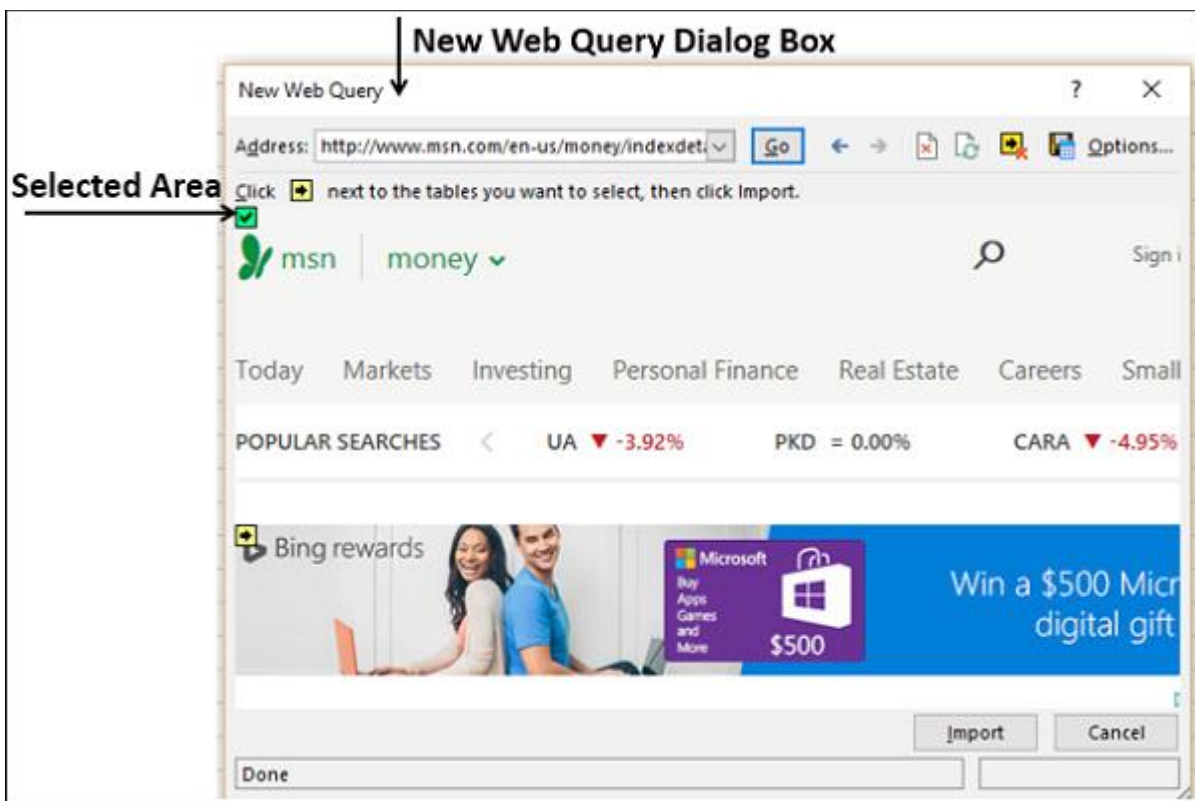 New Web Query Dialog Box
New Web Query ?
Address: http://www.msn.com/en-us/money/indexdeta Go Options...
Selected Area
Click next to the tables you want to select, then click Import.
msn money Sign i
Today Markets Investing Personal Finance Real Estate Careers Small
POPULAR SEARCHES < UA ▼ -3.92% PKD = 0.00% CARA ▼ -4.95%
Bing rewards
Microsoft
Buy
Apps
Games
and
More
$500
Win a $500 Micr
digital gift
Import Cancel
Done